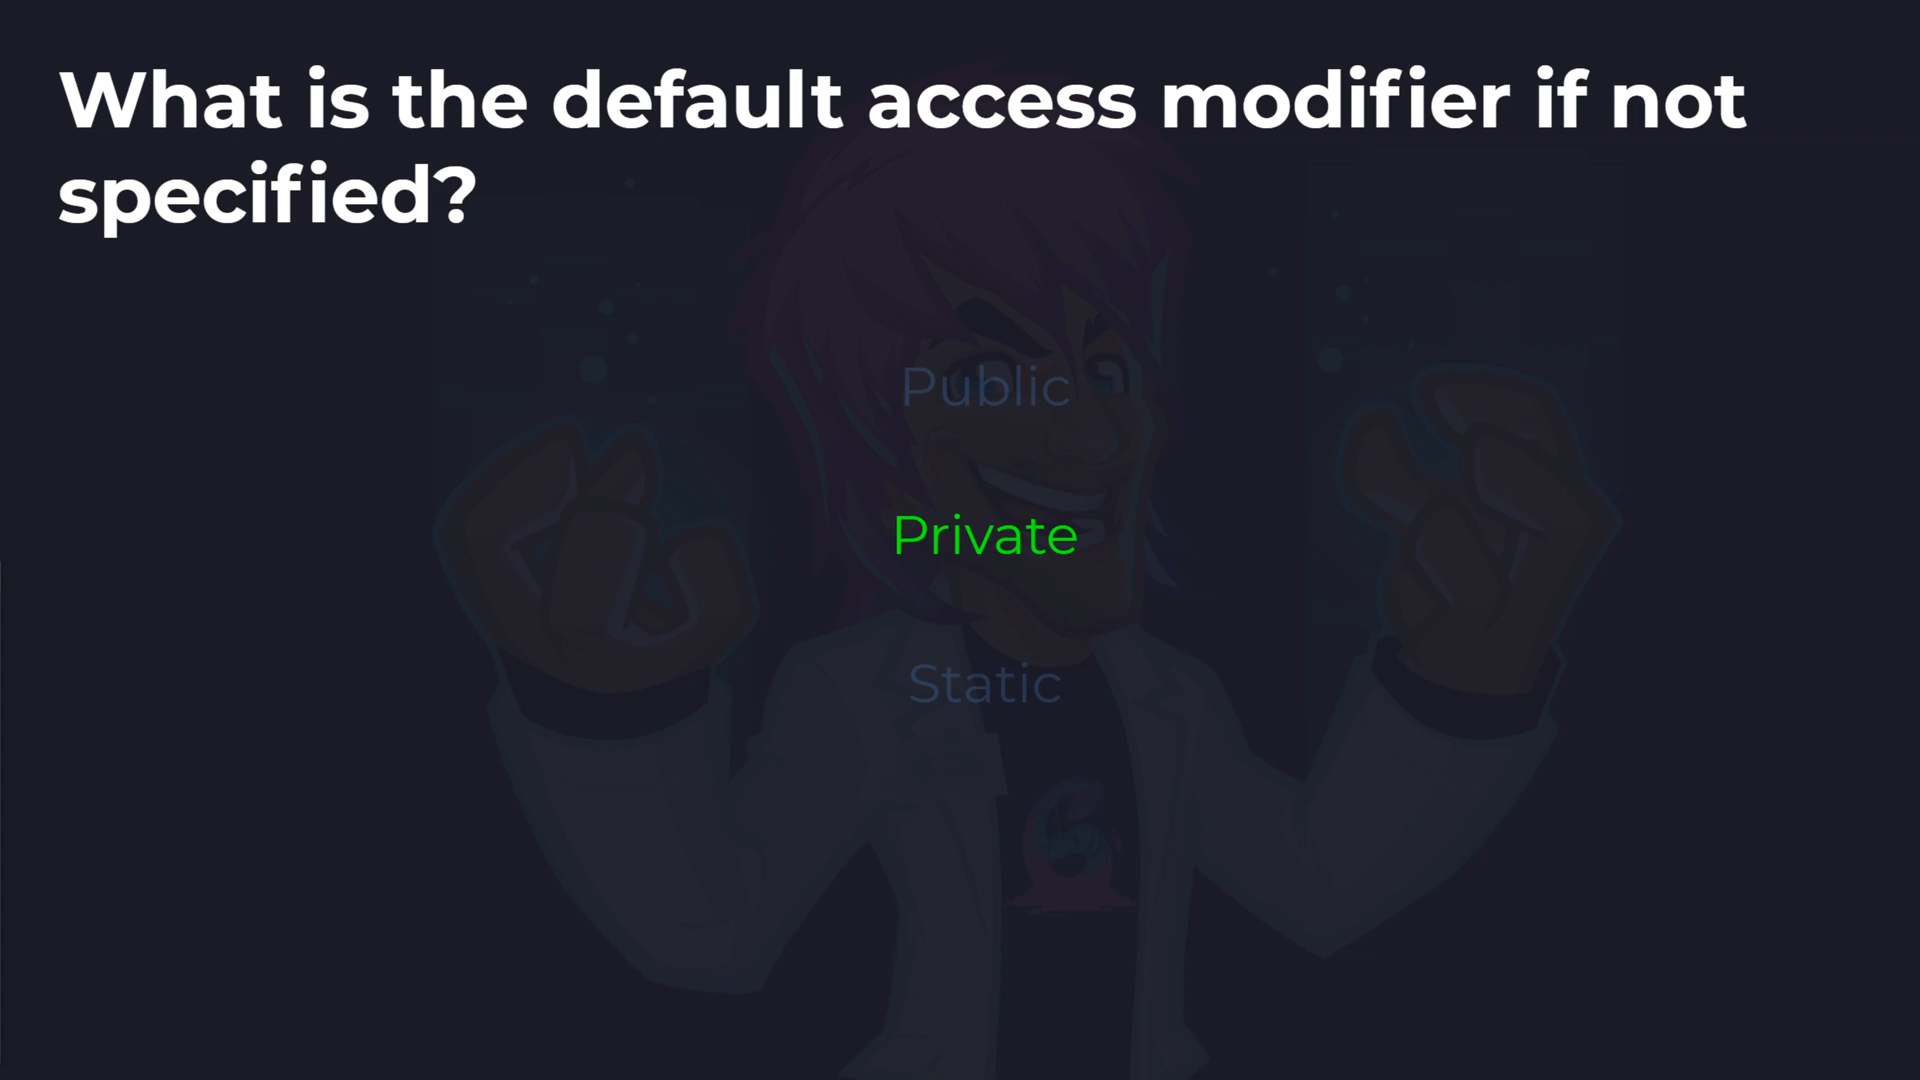 What is the default access modifier if not
specified?
Public
Private
Static